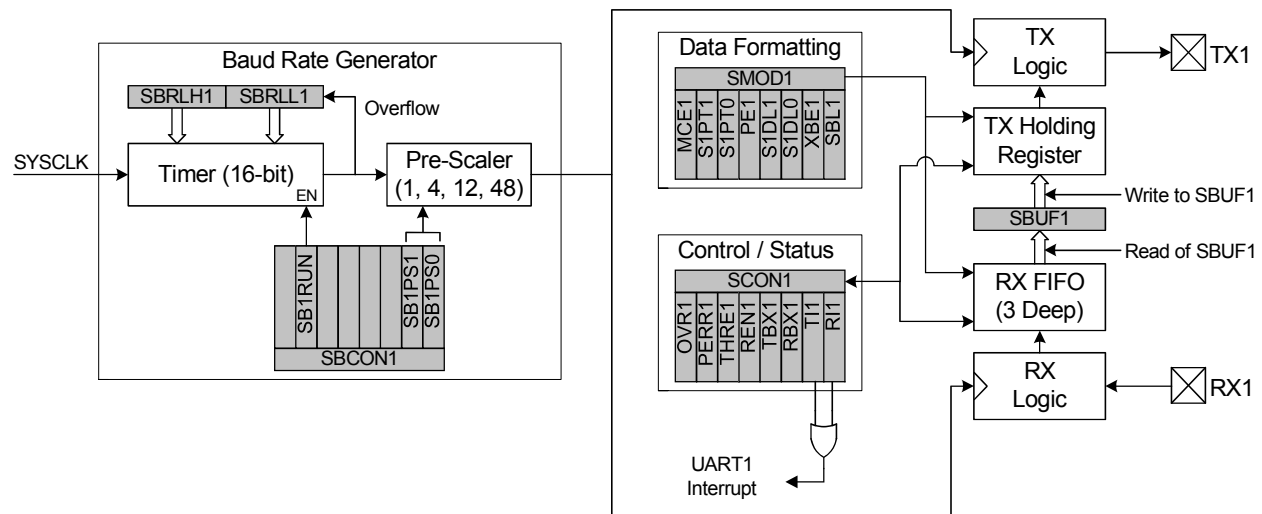 Baud Rate Generator
SBRLH1 SBRLL1
Overflow
SYSCLK
Timer (16-bit)
EN
Pre-Scaler
(1, 4, 12, 48)
SB1RUN
SB1PS1
SB1PS0
SBCON1
Data Formatting
SMOD1
MCE1
S1PT1
S1PT0
PE1
S1DL1
S1DL0
XBE1
SBL1
Control / Status
SCON1
OVR1
PERR1
THRE1
REN1
TBX1
RBX1
TI1
RI1
UART1
Interrupt
TX
Logic
TX1
TX Holding
Register
Write to SBUF1
SBUF1
Read of SBUF1
RX FIFO
(3 Deep)
RX
Logic
RX1